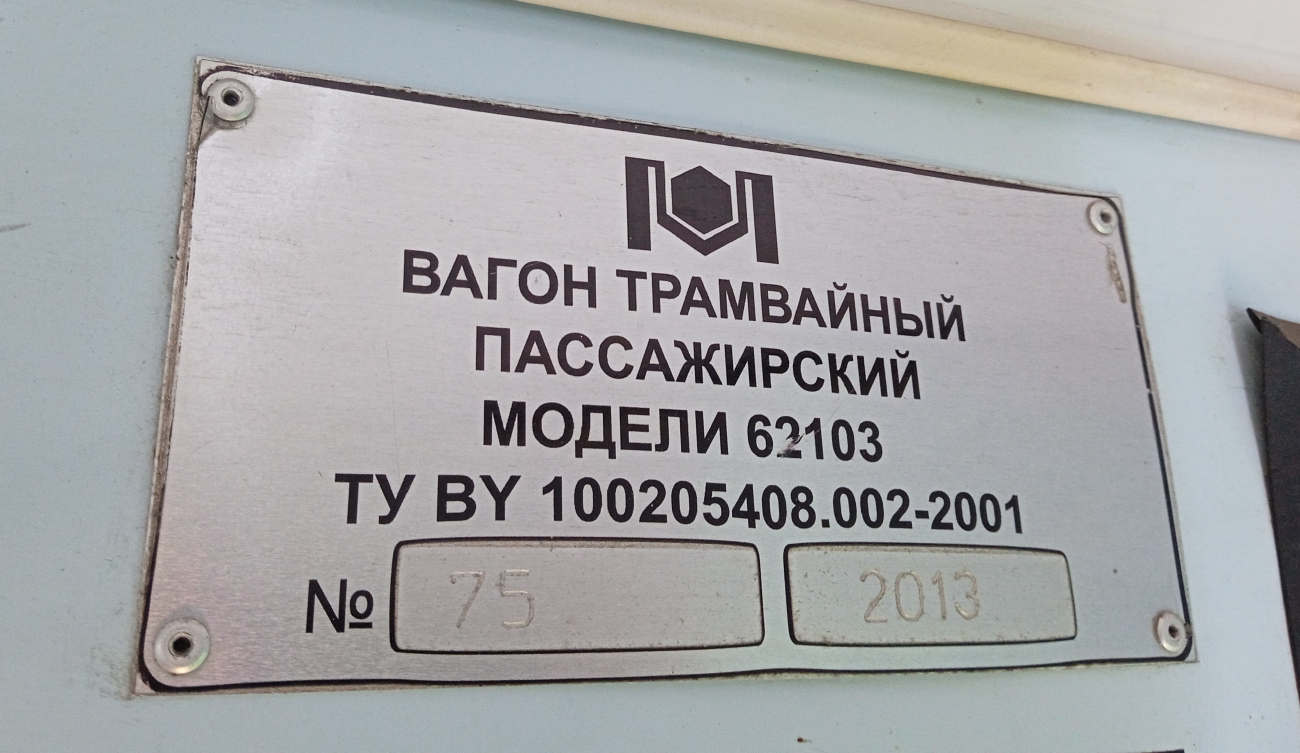 ВАГОН ТРАМВАЙНЫЙ
ПАССАЖИРСКИЙ
МОДЕЛИ 62103
ТУ BY 100205408.002-2001
№ 75 2013